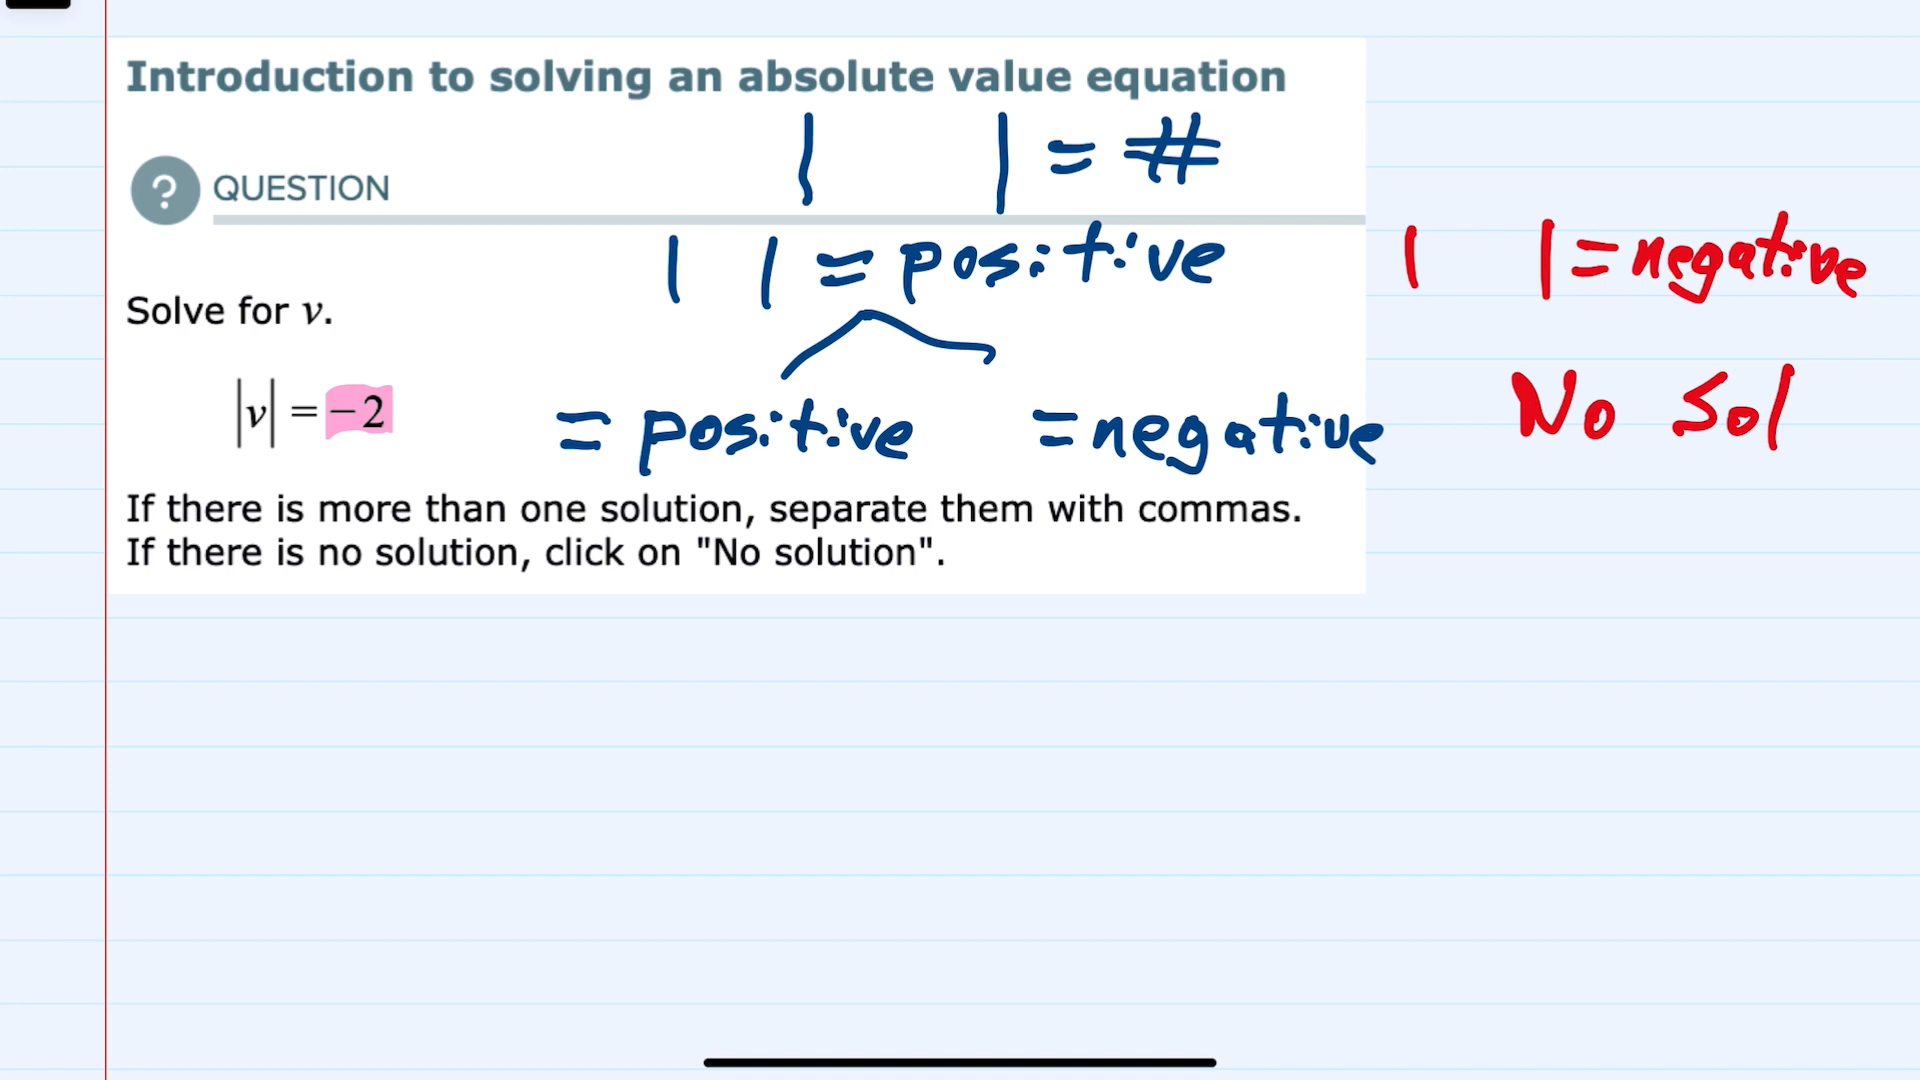 Introduction to solving an absolute value equation
| | = #
? QUESTION
| | = positive
| | = negative
Solve for v.
|v| = −2
= positive = negative
No Sol
If there is more than one solution, separate them with commas.
If there is no solution, click on "No solution".